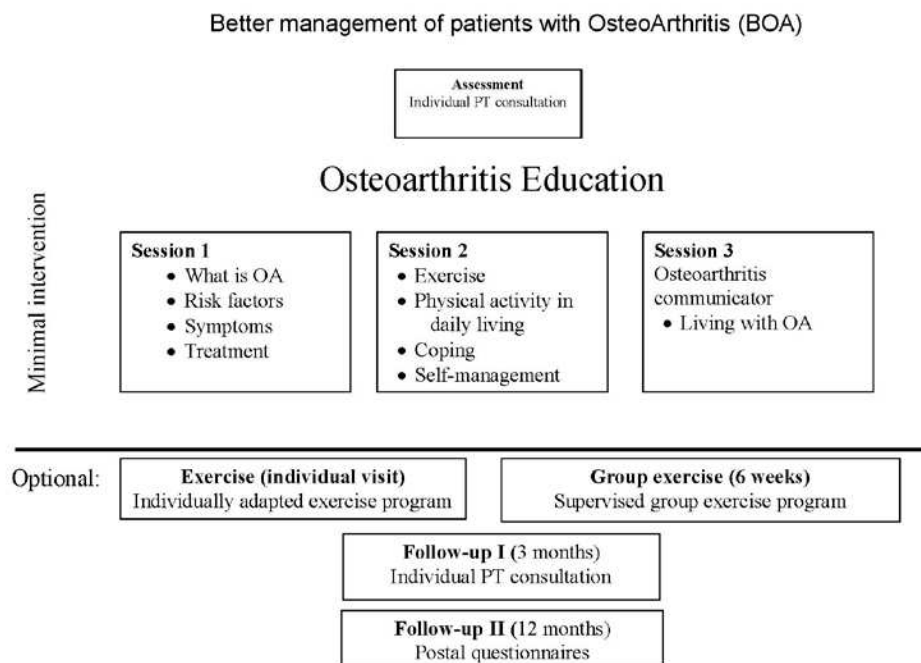 Better management of patients with OsteoArthritis (BOA)
Assessment
Individual PT consultation
Osteoarthritis Education
Minimal intervention
Session 1
• What is OA
• Risk factors
• Symptoms
• Treatment
Session 2
• Exercise
• Physical activity in
daily living
• Coping
• Self-management
Session 3
Osteoarthritis
communicator
• Living with OA
Optional:
Exercise (individual visit)
Individually adapted exercise program
Group exercise (6 weeks)
Supervised group exercise program
Follow-up I (3 months)
Individual PT consultation
Follow-up II (12 months)
Postal questionnaires